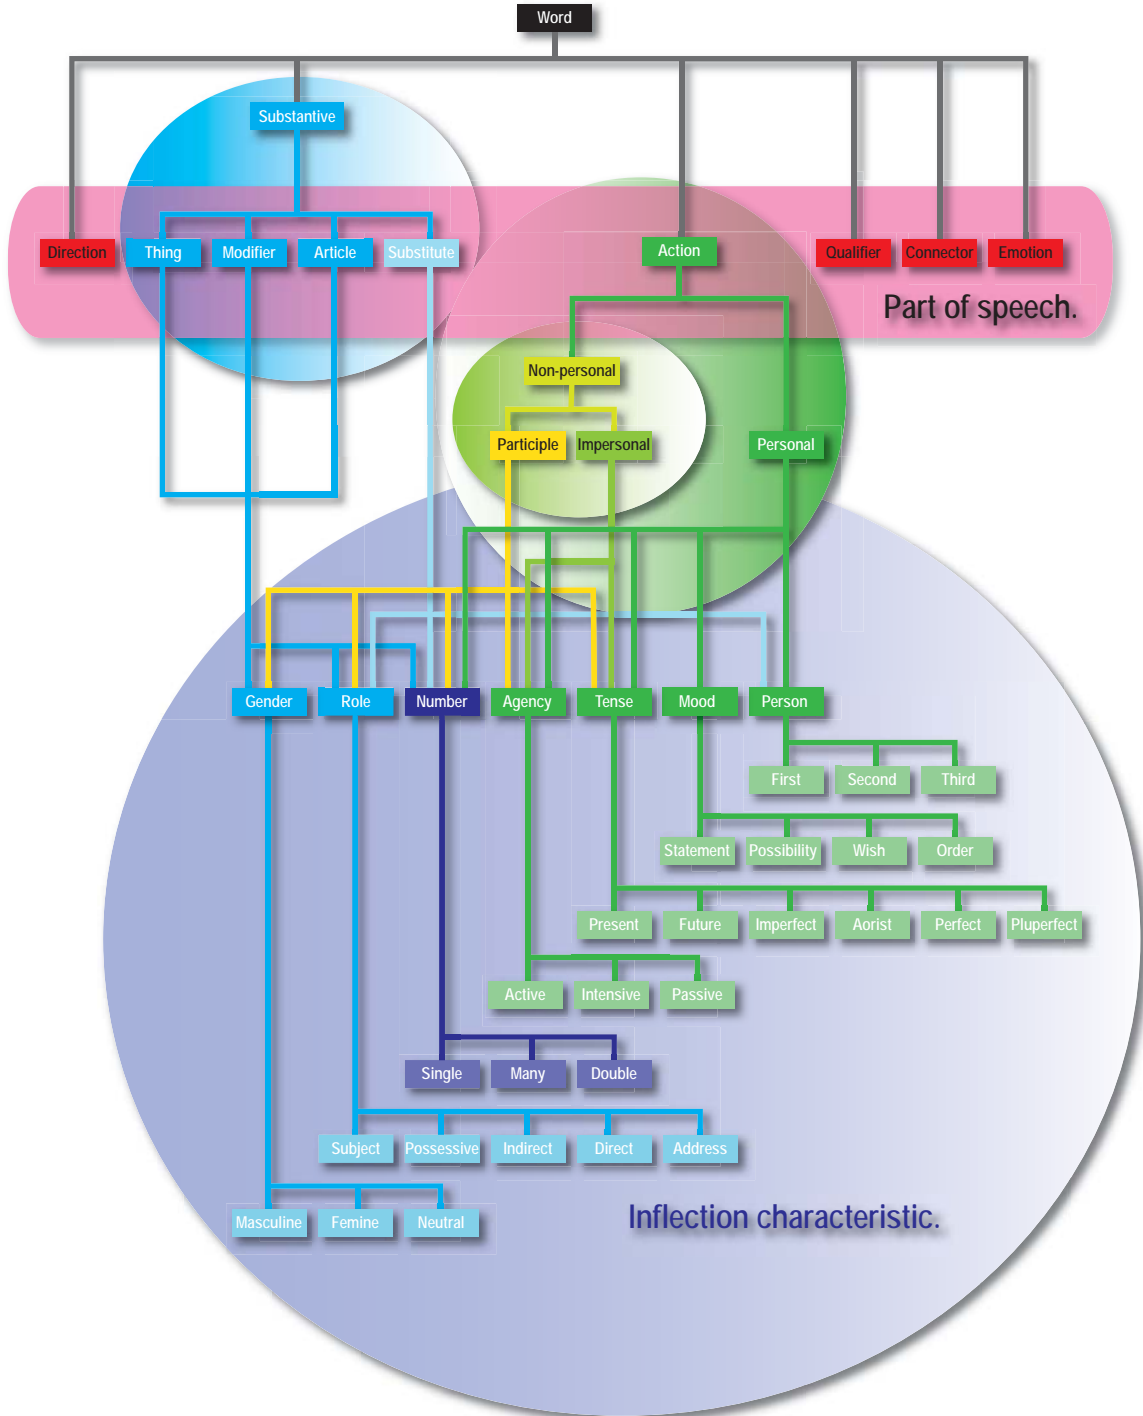 Word
Substantive
Direction Thing Modifier Article Substitute Action Qualifier Connector Emotion
Part of speech.
Non-personal
Participle Impersonal Personal
Gender Role Number Agency Tense Mood Person
First Second Third
Statement Possibility Wish Order
Present Future Imperfect Aorist Perfect Pluperfect
Active Intensive Passive
Single Many Double
Subject Possessive Indirect Direct Address
Masculine Femine Neutral
Inflection characteristic.